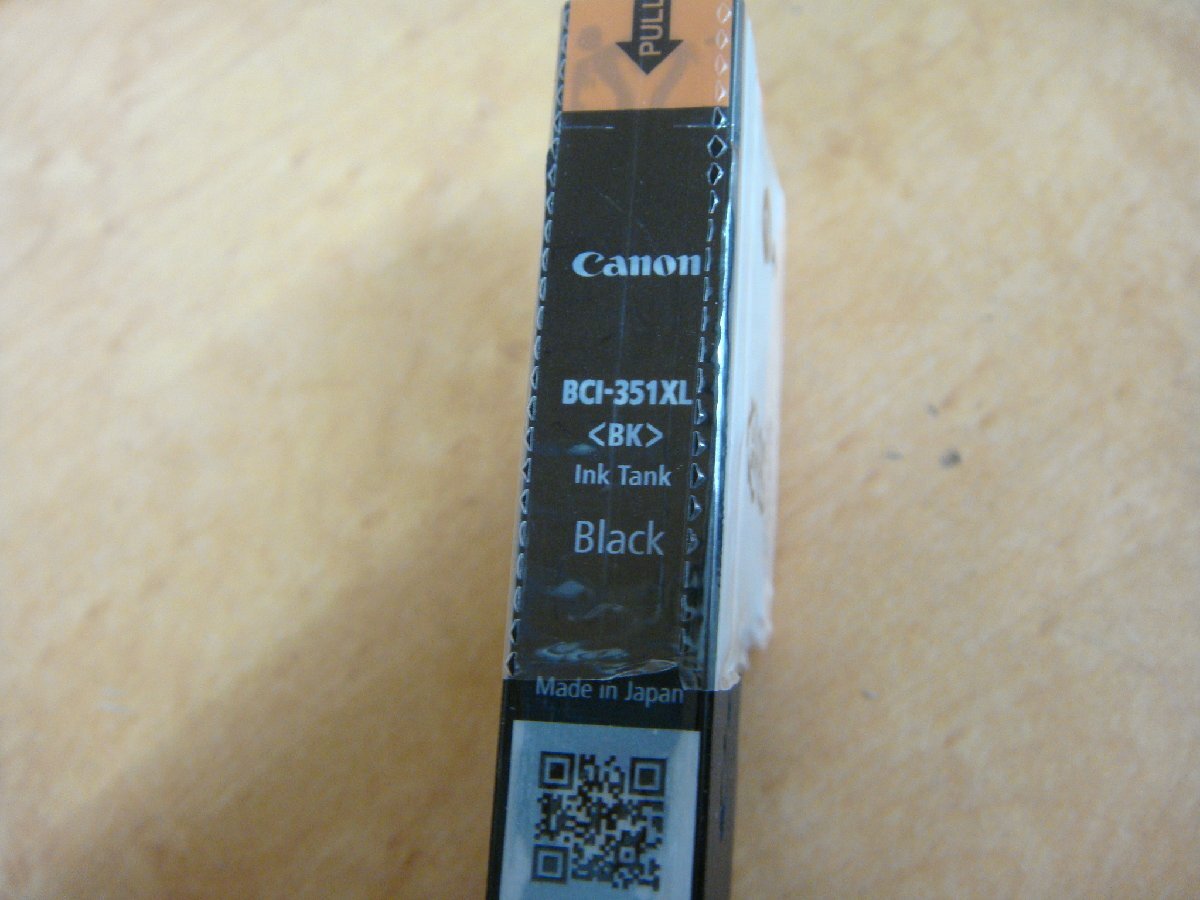 PULL
Canon
BCI-351XL
<BK>
Ink Tank
Black
Made in Japan